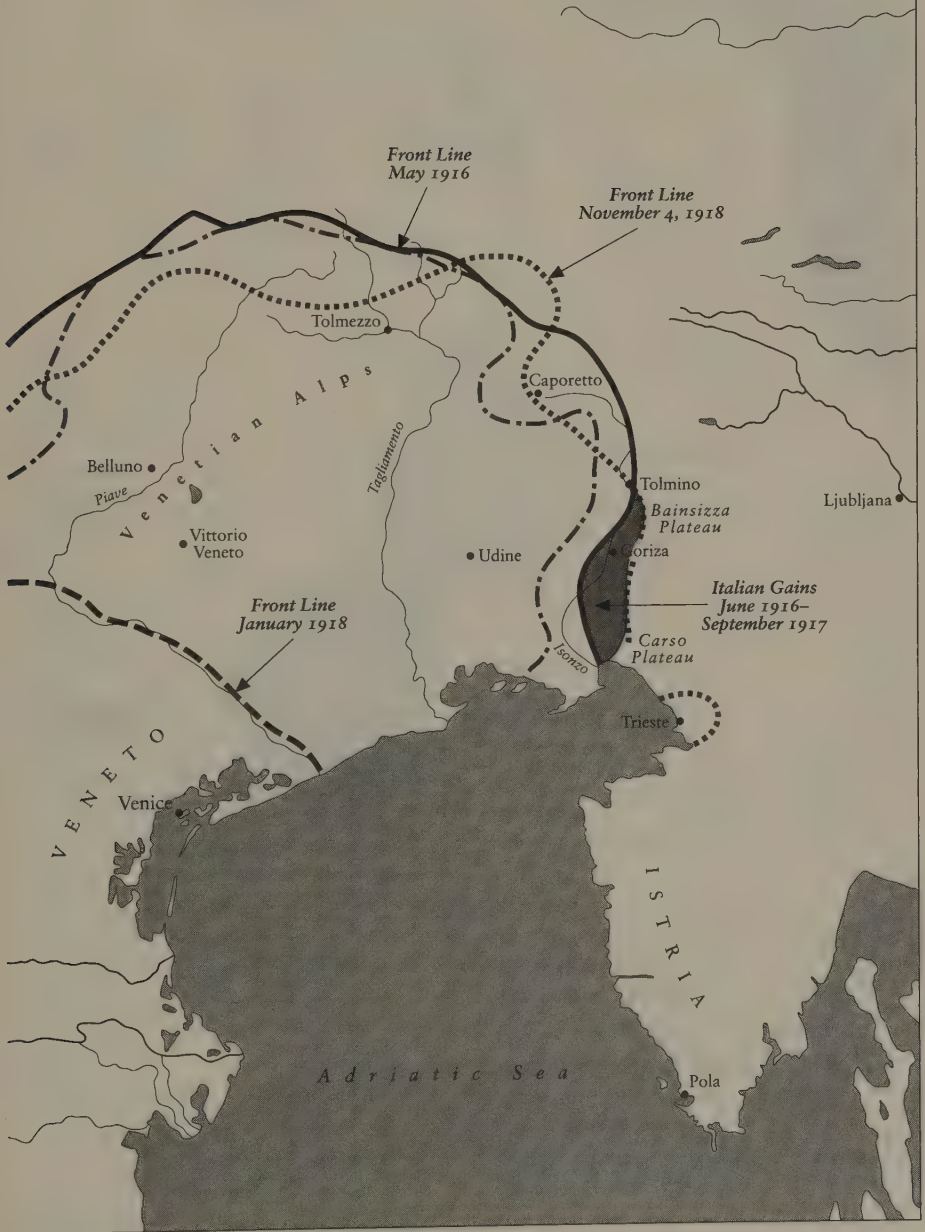 Front Line
May 1916
Front Line
November 4, 1918
Tolmezzo
Caporetto
Venetian Alps
Tagliamento
Belluno
Piave
Tolmino
Ljubljana
Bainsizza
Plateau
Vittorio
Veneto
Udine
Goriza
Italian Gains
June 1916–
September 1917
Front Line
January 1918
Isonzo
Carso
Plateau
Trieste
VENETO
Venice
ISTRIA
Adriatic Sea
Pola